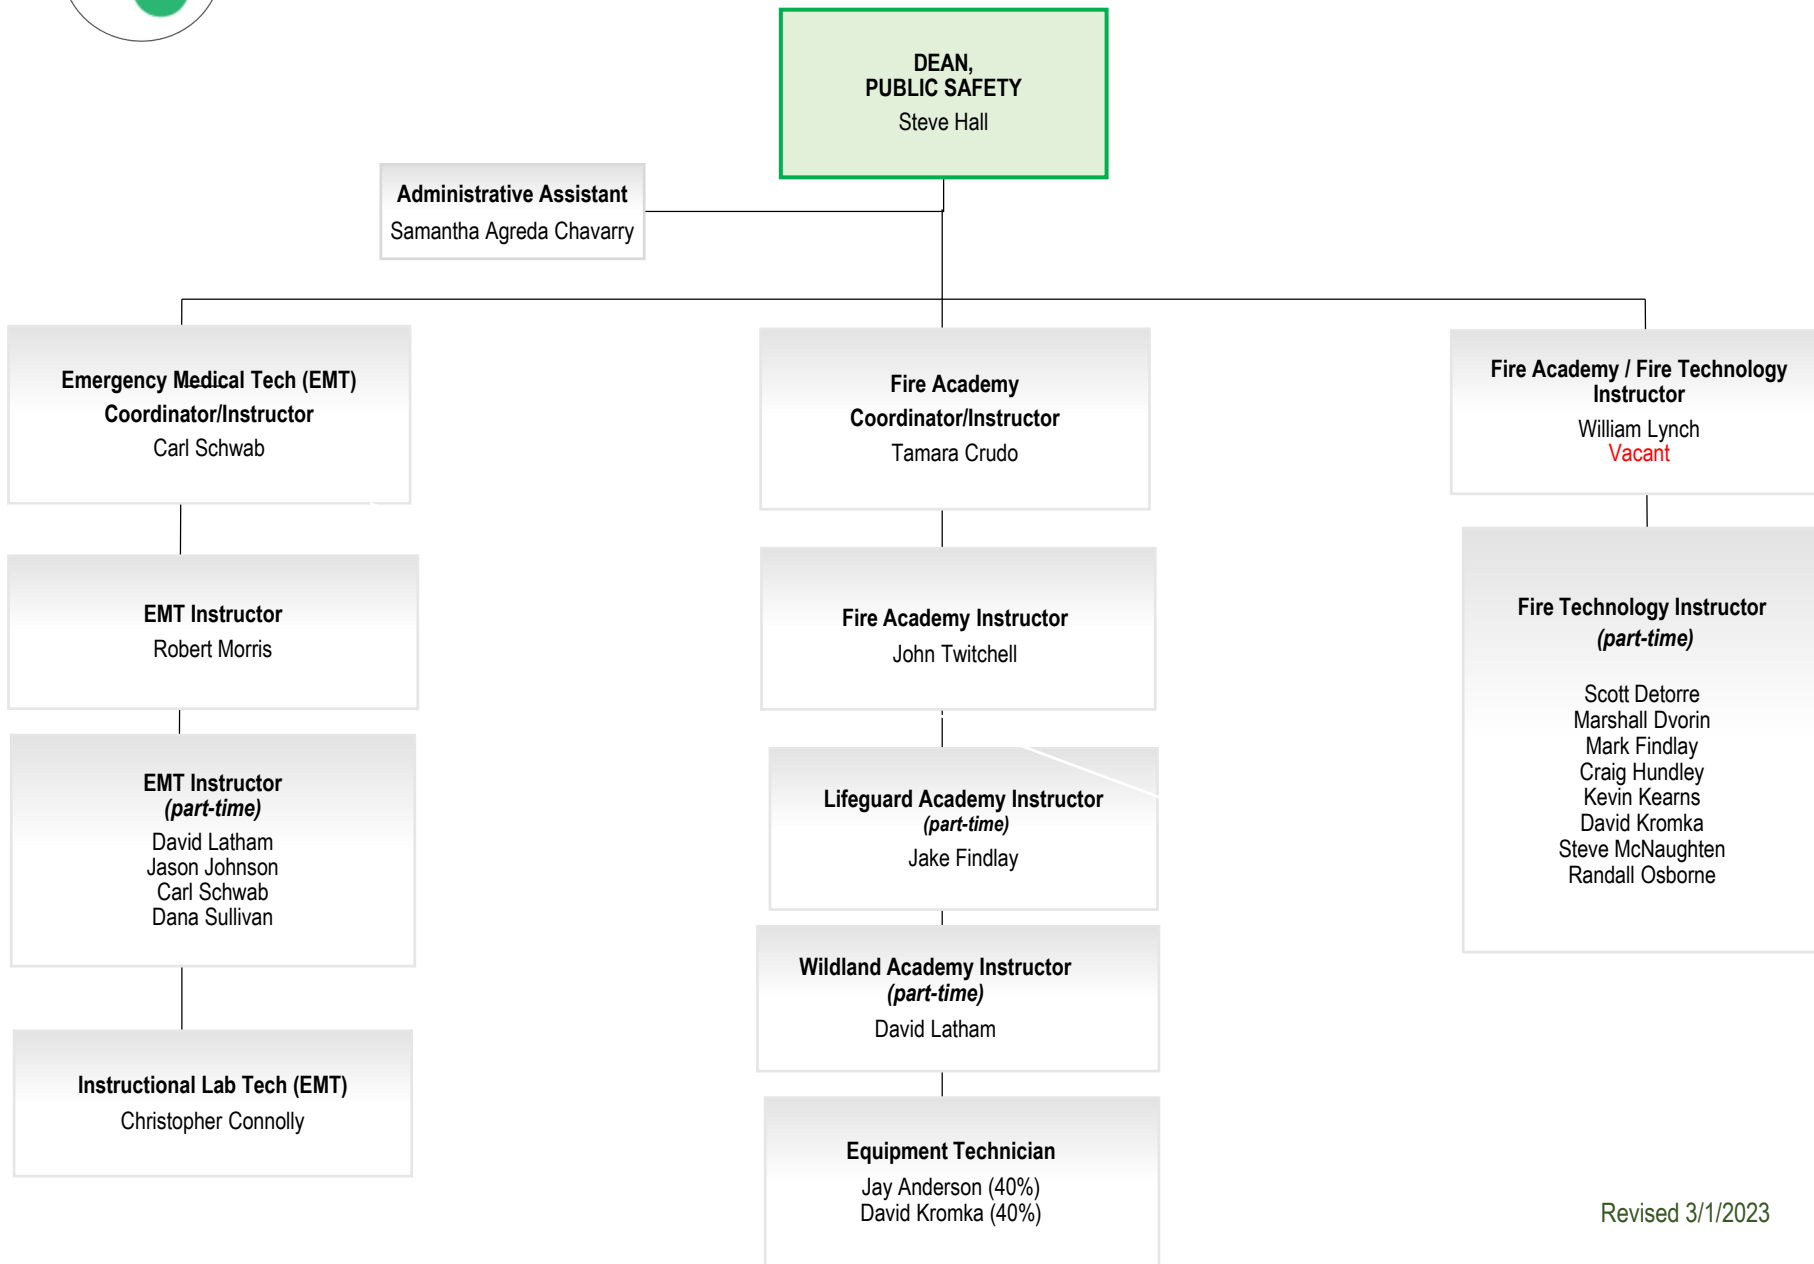 DEAN,
PUBLIC SAFETY
Steve Hall
Administrative Assistant
Samantha Agreda Chavarry
Emergency Medical Tech (EMT)
Coordinator/Instructor
Carl Schwab
EMT Instructor
Robert Morris
EMT Instructor
(part-time)
David Latham
Jason Johnson
Carl Schwab
Dana Sullivan
Instructional Lab Tech (EMT)
Christopher Connolly
Fire Academy
Coordinator/Instructor
Tamara Crudo
Fire Academy Instructor
John Twitchell
Lifeguard Academy Instructor
(part-time)
Jake Findlay
Wildland Academy Instructor
(part-time)
David Latham
Equipment Technician
Jay Anderson (40%)
David Kromka (40%)
Fire Academy / Fire Technology
Instructor
William Lynch
Vacant
Fire Technology Instructor
(part-time)
Scott Detorre
Marshall Dvorin
Mark Findlay
Craig Hundley
Kevin Kearns
David Kromka
Steve McNaughten
Randall Osborne
Revised 3/1/2023